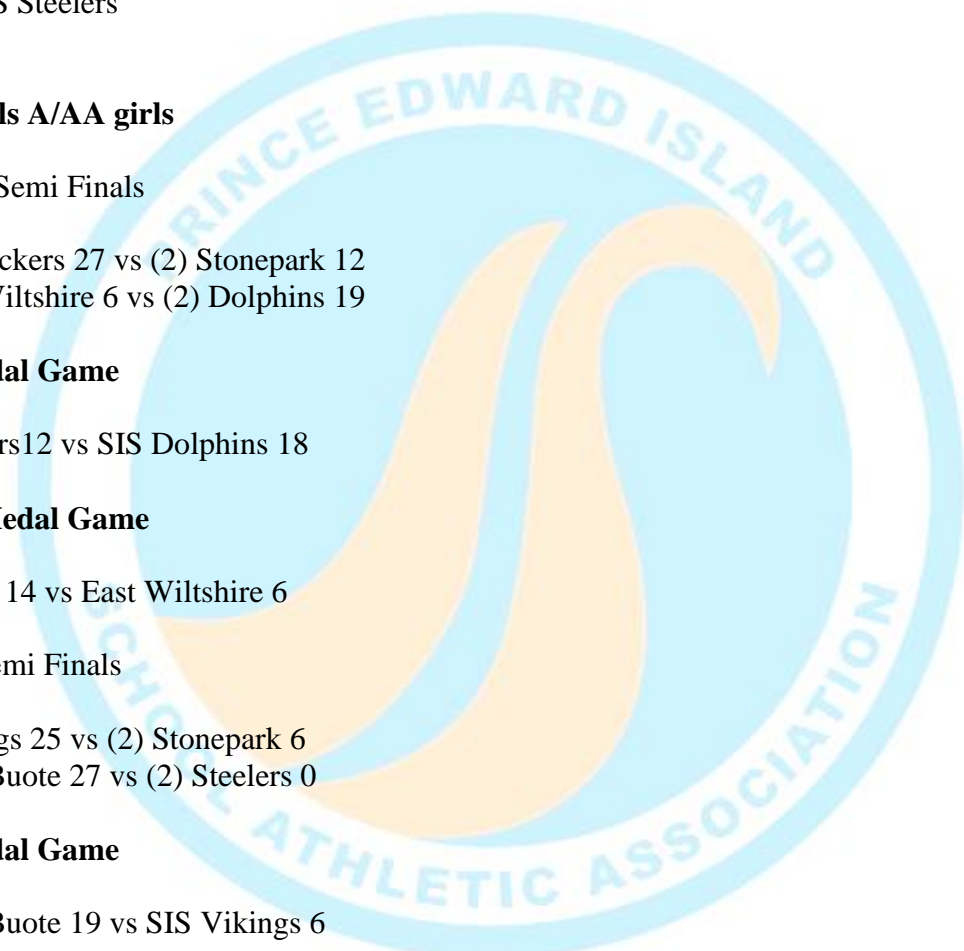 S Steelers
ls A/AA girls
Semi Finals
ckers 27 vs (2) Stonepark 12
Wiltshire 6 vs (2) Dolphins 19
dal Game
rs12 vs SIS Dolphins 18
Medal Game
14 vs East Wiltshire 6
emi Finals
gs 25 vs (2) Stonepark 6
Buote 27 vs (2) Steelers 0
dal Game
Buote 19 vs SIS Vikings 6
PRINCE EDWARD ISLAND
SCHOOL ATHLETIC ASSOCIATION